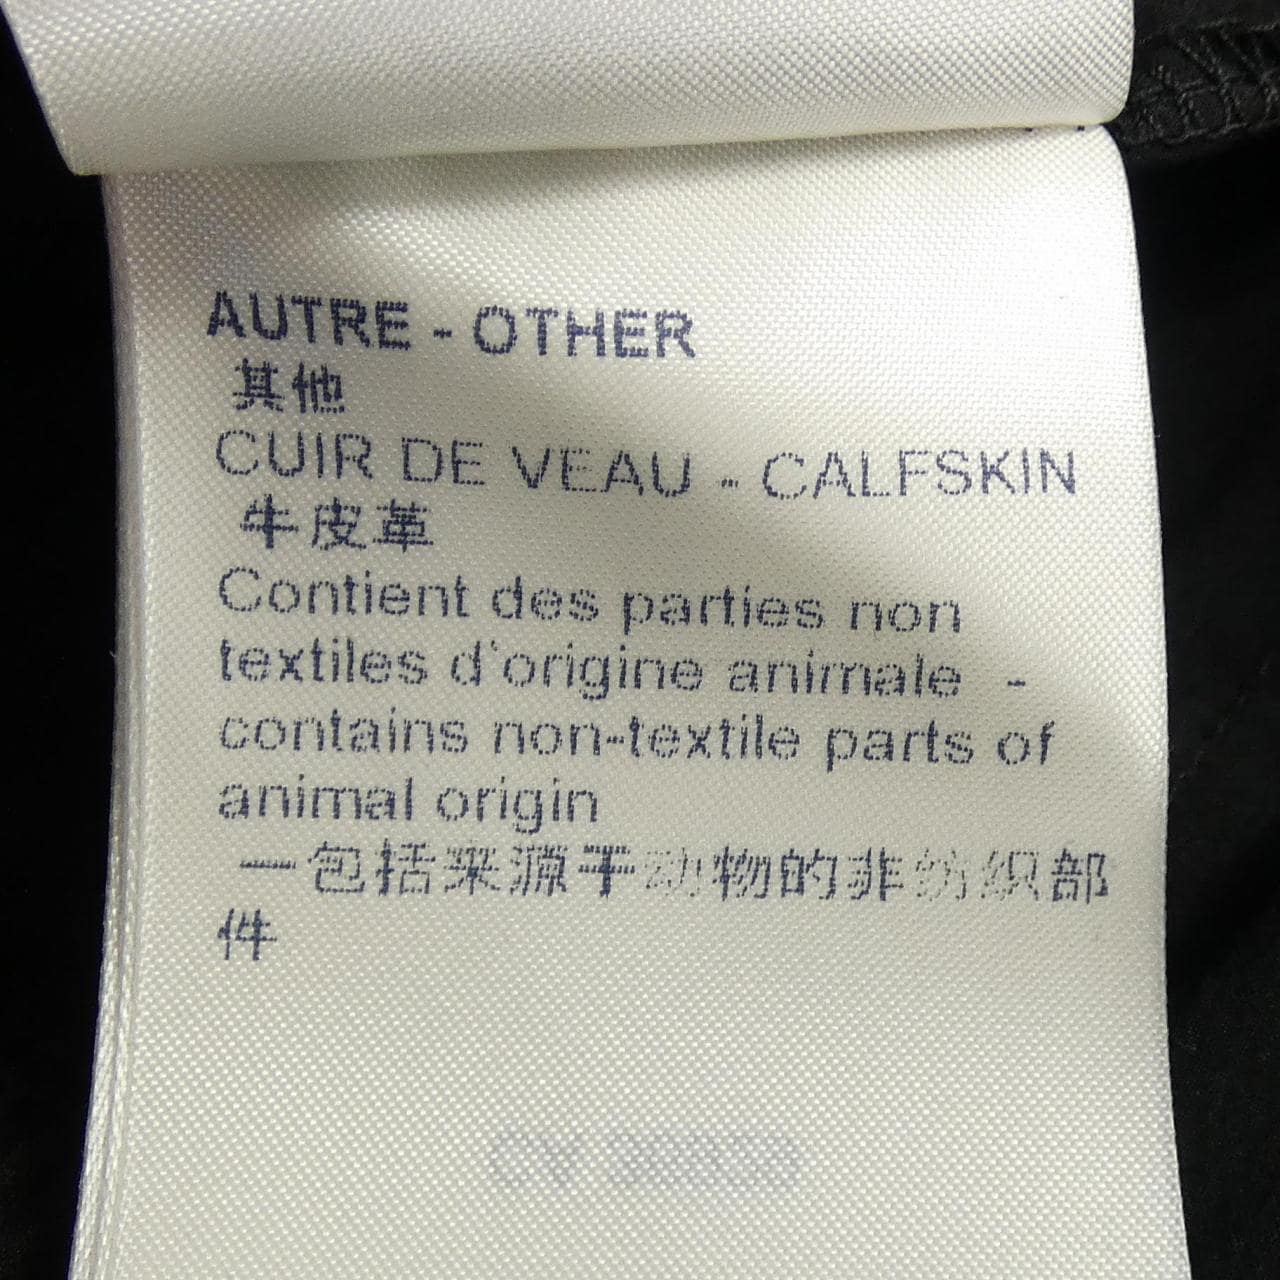 AUTRE - OTHER
其他
CUIR DE VEAU - CALFSKIN
牛皮革
Contient des parties non
textiles d'origine animale -
contains non-textile parts of
animal origin
一包括来源于动物的非纺织部
件